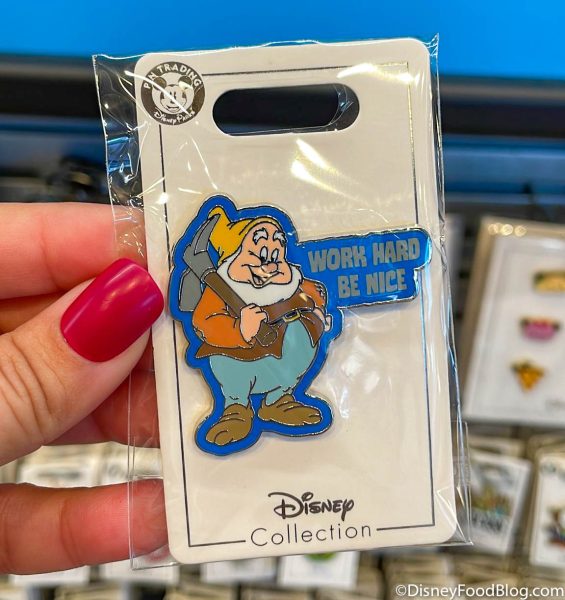 PIN TRADING
Disney Parks
WORK HARD
BE NICE
Disney
Collection
©DisneyFoodBlog.com